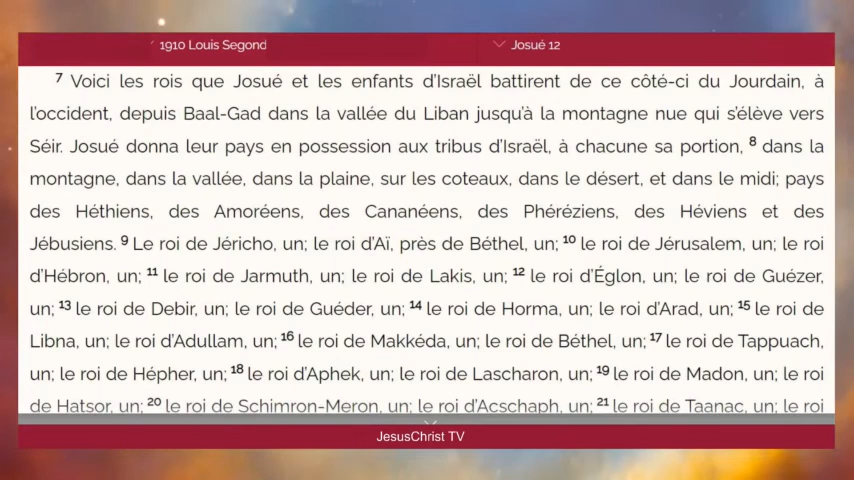 1910 Louis Segond
Josué 12
7 Voici les rois que Josué et les enfants d'Israël battirent de ce côté-ci du Jourdain, à
l'occident, depuis Baal-Gad dans la vallée du Liban jusqu'à la montagne nue qui s'élève vers
Séir. Josué donna leur pays en possession aux tribus d'Israël, à chacune sa portion, 8 dans la
montagne, dans la vallée, dans la plaine, sur les coteaux, dans le désert, et dans le midi; pays
des Héthiens, des Amoréens, des Cananéens, des Phéréziens, des Héviens et des
Jébusiens. 9 Le roi de Jéricho, un; le roi d'Aï, près de Béthel, un; 10 le roi de Jérusalem, un; le roi
d'Hébron, un; 11 le roi de Jarmuth, un; le roi de Lakis, un; 12 le roi d'Églon, un; le roi de Guézer,
un; 13 le roi de Debir, un; le roi de Guéder, un; 14 le roi de Horma, un; le roi d'Arad, un; 15 le roi de
Libna, un; le roi d'Adullam, un; 16 le roi de Makkéda, un; le roi de Béthel, un; 17 le roi de Tappuach,
un; le roi de Hépher, un; 18 le roi d'Aphek, un; le roi de Lascharon, un; 19 le roi de Madon, un; le roi
de Hatsor, un; 20 le roi de Schimron-Meron, un; le roi d'Acschaph, un; 21 le roi de Taanac, un; le roi
JesusChrist TV